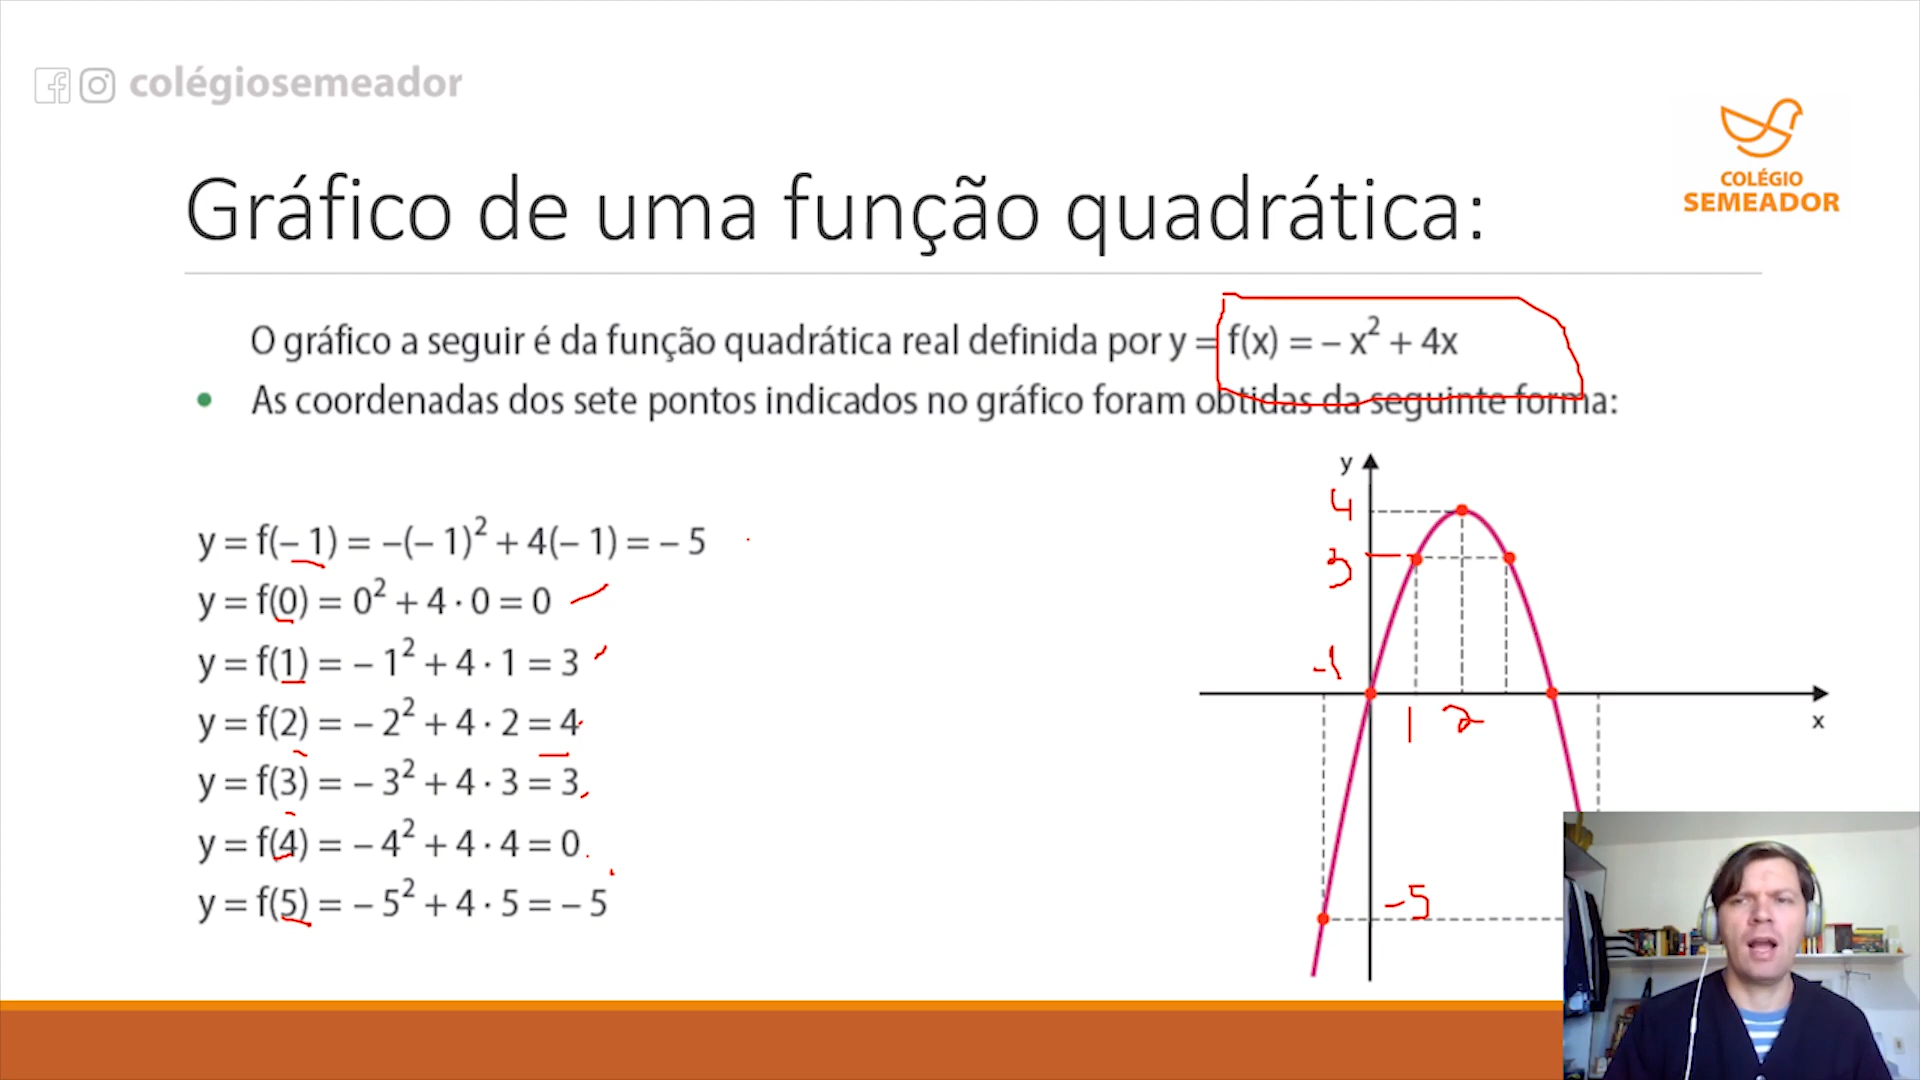 colégiosemeador
COLÉGIO
SEMEADOR
Gráfico de uma função quadrática:
O gráfico a seguir é da função quadrática real definida por y = f(x) = – x² + 4x
• As coordenadas dos sete pontos indicados no gráfico foram obtidas da seguinte forma:
y = f(– 1) = –(– 1)² + 4(– 1) = – 5
y = f(0) = 0² + 4 · 0 = 0
y = f(1) = – 1² + 4 · 1 = 3
y = f(2) = – 2² + 4 · 2 = 4
y = f(3) = – 3² + 4 · 3 = 3
y = f(4) = – 4² + 4 · 4 = 0
y = f(5) = – 5² + 4 · 5 = – 5
y
4
3
-1
1 2
x
-5